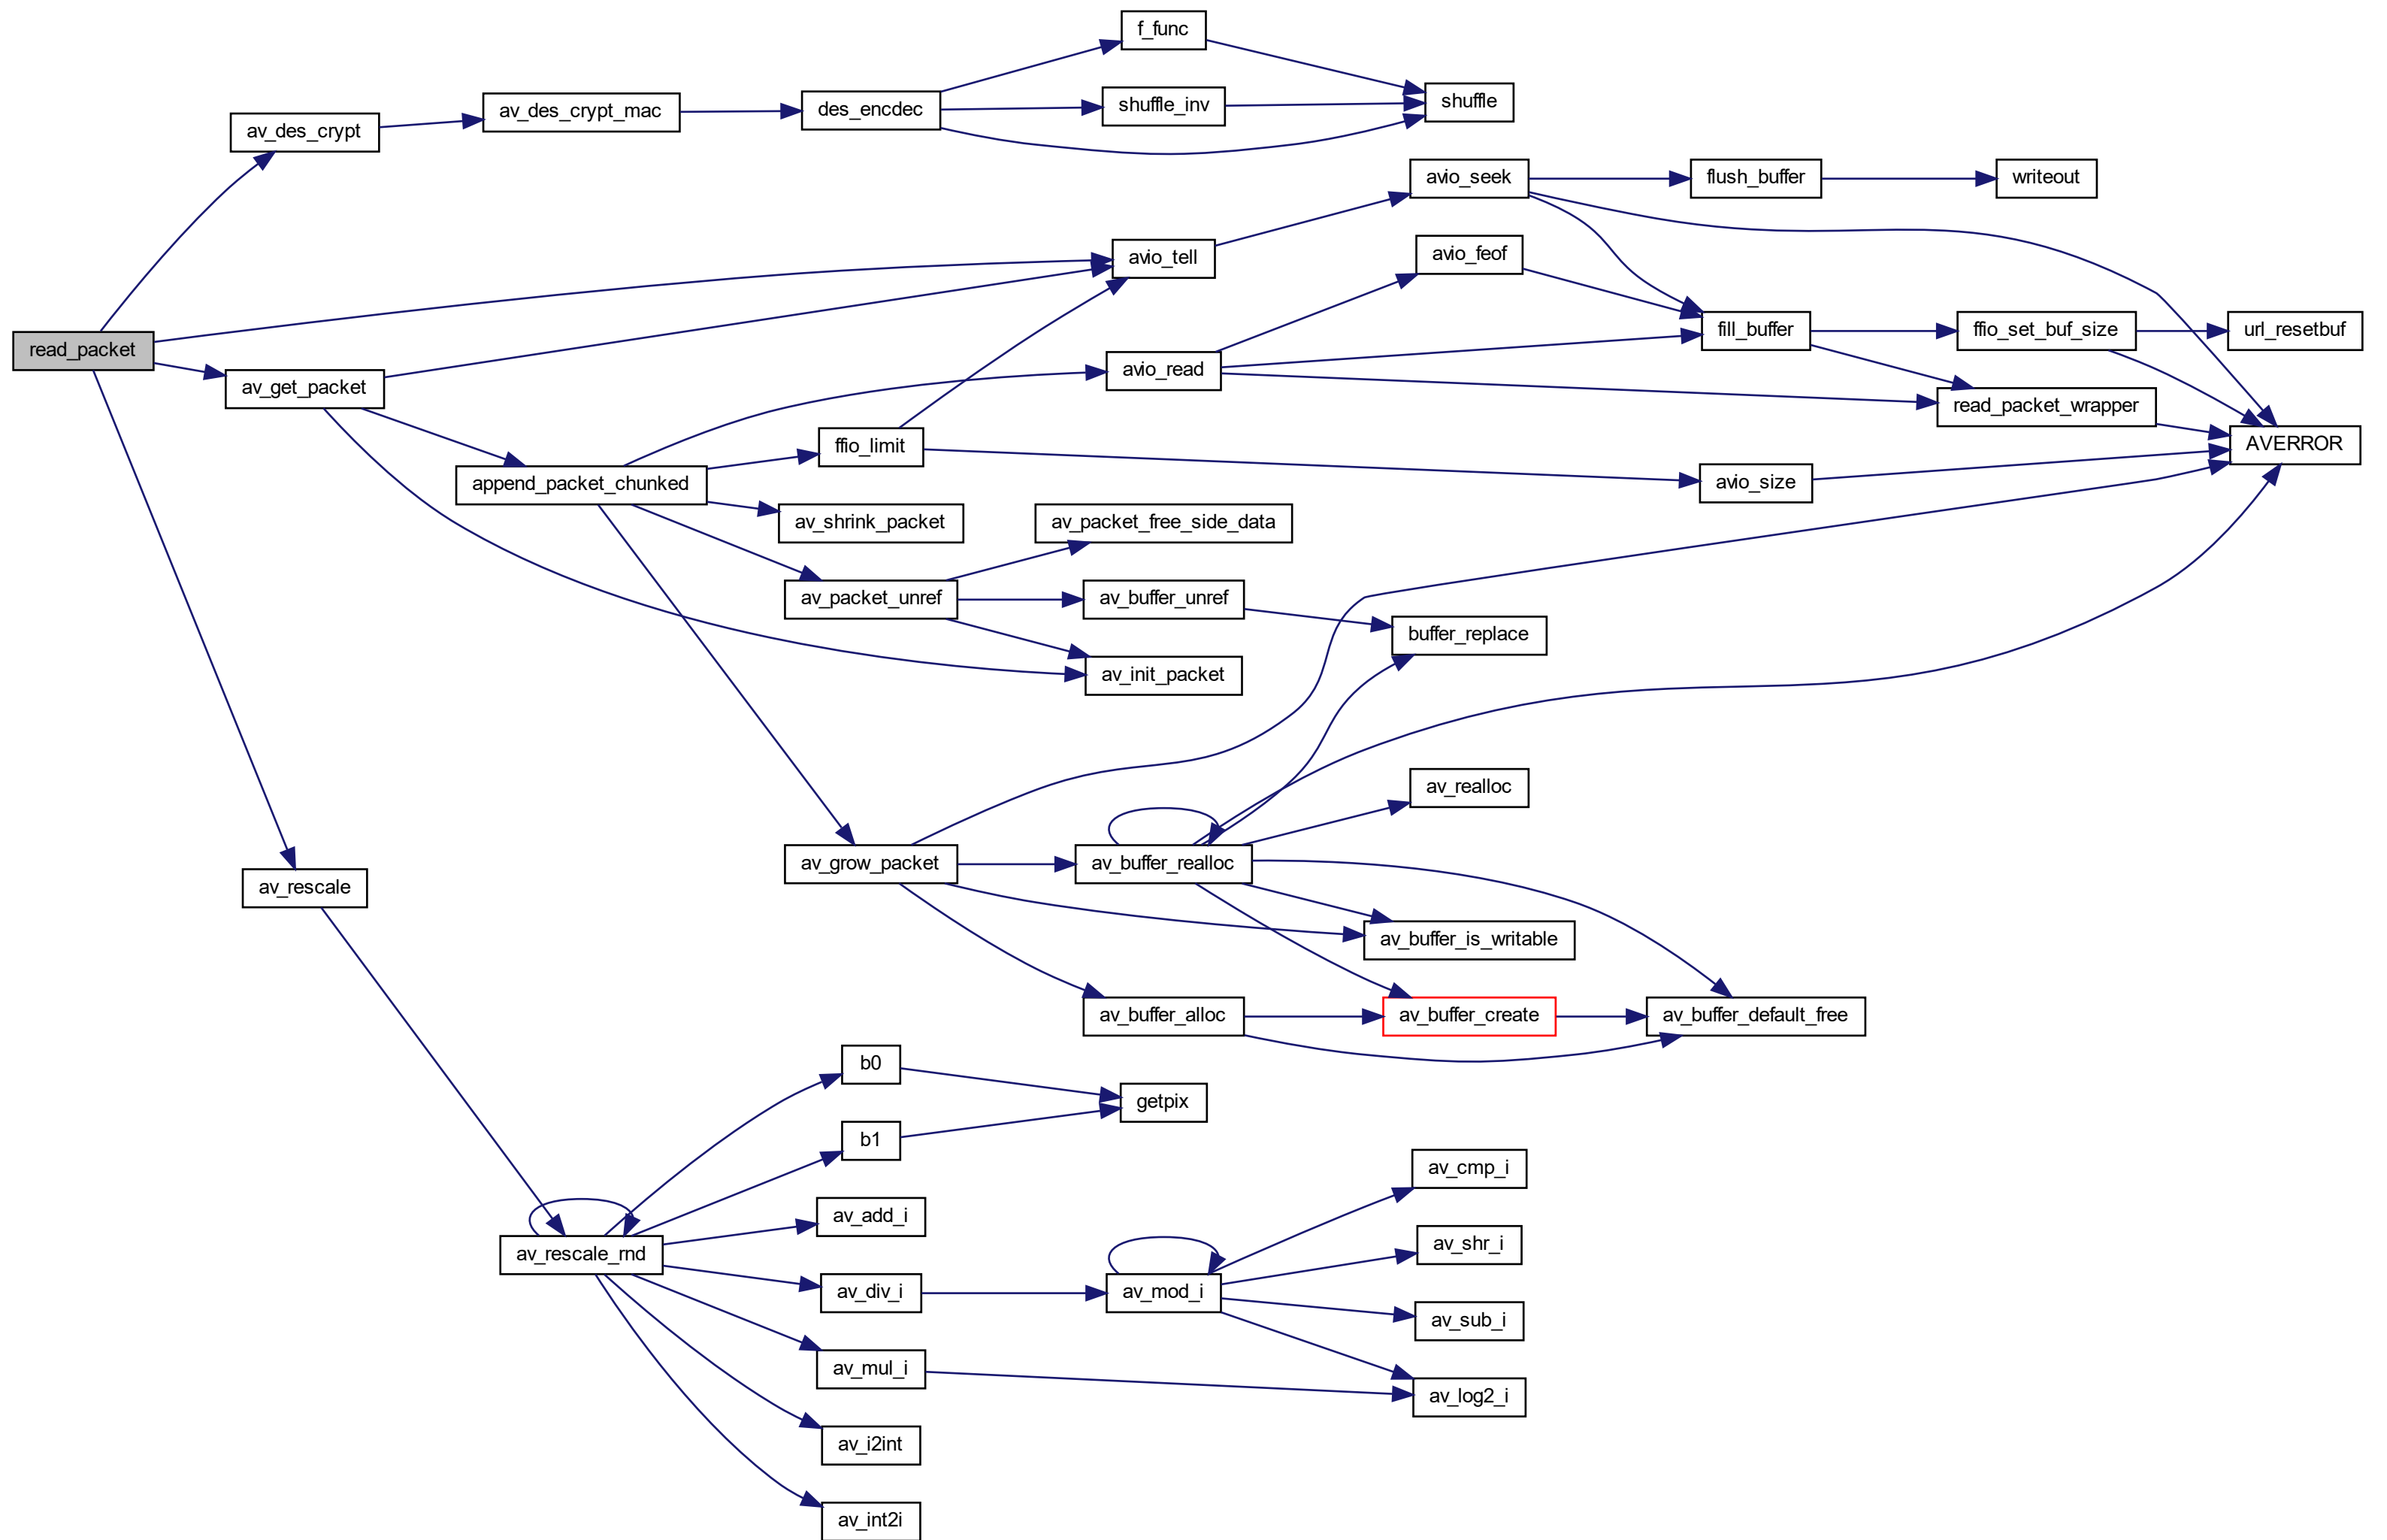 f_func
shuffle
shuffle_inv
des_encdec
av_des_crypt_mac
av_des_crypt
avio_seek
flush_buffer
writeout
avio_tell
avio_feof
read_packet
fill_buffer
ffio_set_buf_size
url_resetbuf
avio_read
av_get_packet
read_packet_wrapper
ffio_limit
AVERROR
append_packet_chunked
avio_size
av_shrink_packet
av_packet_free_side_data
av_packet_unref
av_buffer_unref
buffer_replace
av_init_packet
av_realloc
av_grow_packet
av_buffer_realloc
av_rescale
av_buffer_is_writable
av_buffer_alloc
av_buffer_create
av_buffer_default_free
b0
getpix
b1
av_cmp_i
av_add_i
av_shr_i
av_rescale_rnd
av_div_i
av_mod_i
av_sub_i
av_mul_i
av_log2_i
av_i2int
av_int2i